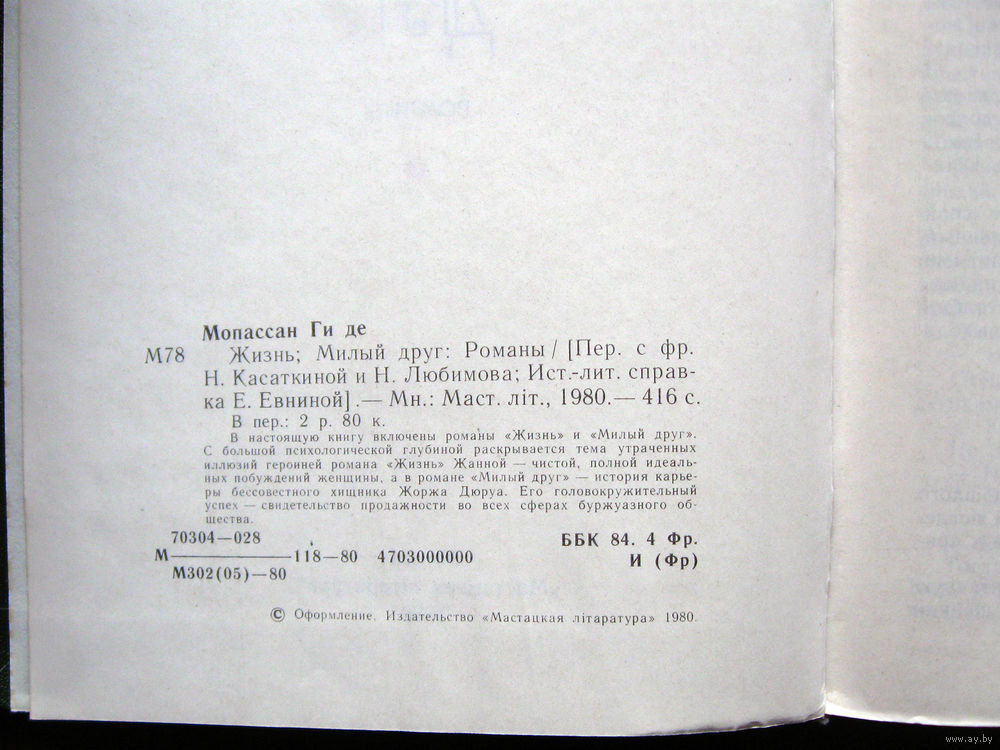 Мопассан Ги де
М78 Жизнь; Милый друг: Романы / [Пер. с фр.
Н. Касаткиной и Н. Любимова; Ист.-лит. справ-
ка Е. Евниной].— Мн.: Маст. літ., 1980.— 416 с.
В пер.: 2 р. 80 к.
В настоящую книгу включены романы «Жизнь» и «Милый друг».
С большой психологической глубиной раскрывается тема утраченных
иллюзий героиней романа «Жизнь» Жанной — чистой, полной идеаль-
ных побуждений женщины, а в романе «Милый друг» — история карье-
ры бессовестного хищника Жоржа Дюруа. Его головокружительный
успех — свидетельство продажности во всех сферах буржуазного об-
щества.
70304—028
М————118—80 4703000000
М302(05)—80
ББК 84. 4 Фр.
И (Фр)
© Оформление. Издательство «Мастацкая літаратура» 1980.
www.ay.by